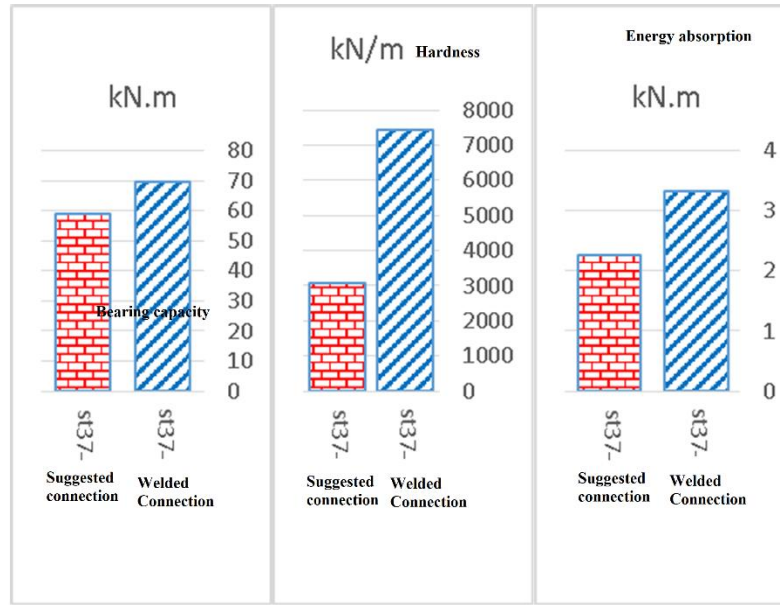 kN.m
80
70
60
50
40
30
20
10
0
Bearing capacity
st37-
st37-
Suggested
connection
Welded
Connection
kN/m Hardness
8000
7000
6000
5000
4000
3000
2000
1000
0
st37-
st37-
Suggested
connection
Welded
Connection
Energy absorption
kN.m
4
3
2
1
0
st37-
st37-
Suggested
connection
Welded
Connection